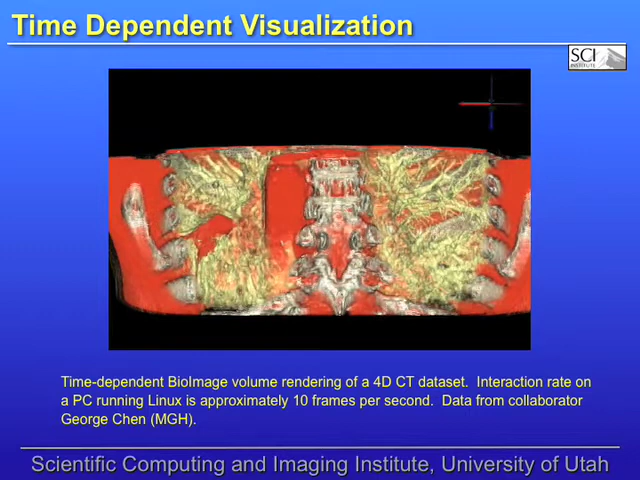 Time Dependent Visualization
SCI
INSTITUTE
Time-dependent BioImage volume rendering of a 4D CT dataset. Interaction rate on
a PC running Linux is approximately 10 frames per second. Data from collaborator
George Chen (MGH).
Scientific Computing and Imaging Institute, University of Utah